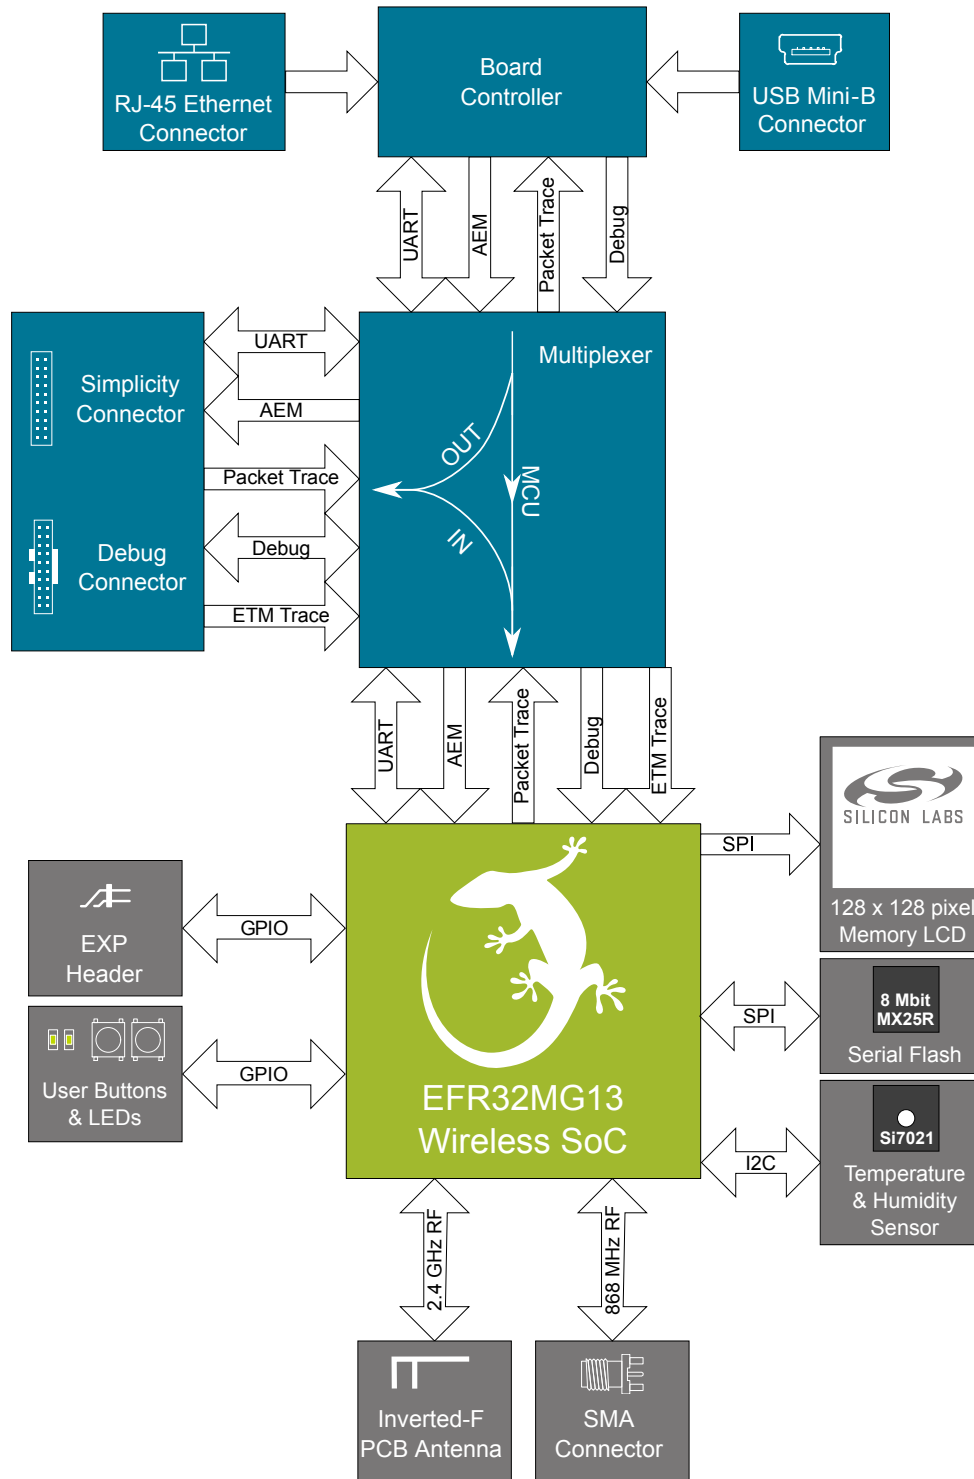 RJ-45 Ethernet
Connector
Board
Controller
USB Mini-B
Connector
UART
AEM
Packet Trace
Debug
Simplicity
Connector
Debug
Connector
UART
AEM
Packet Trace
Debug
ETM Trace
Multiplexer
OUT
MCU
IN
UART
AEM
Packet Trace
Debug
ETM Trace
SILICON LABS
128 x 128 pixel
Memory LCD
SPI
EXP
Header
GPIO
8 Mbit
MX25R
Serial Flash
SPI
User Buttons
& LEDs
GPIO
EFR32MG13
Wireless SoC
Si7021
Temperature
& Humidity
Sensor
I2C
2.4 GHz RF
868 MHz RF
Inverted-F
PCB Antenna
SMA
Connector